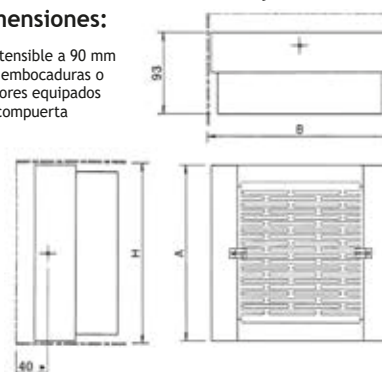 mensiones:
tensible a 90 mm
embocaduras o
ores equipados
compuerta
93
B
H
A
40